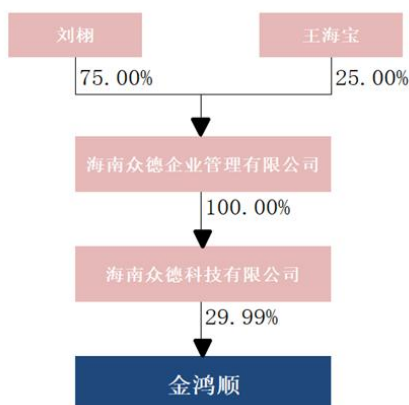 刘栩
王海宝
75.00%
25.00%
海南众德企业管理有限公司
100.00%
海南众德科技有限公司
29.99%
金鸿顺